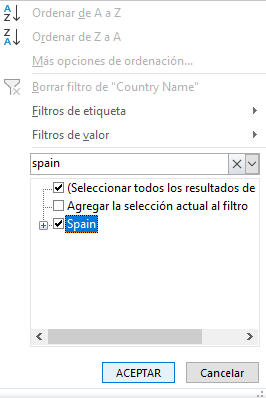 Ordenar de A a Z
Ordenar de Z a A
Más opciones de ordenación...
Borrar filtro de "Country Name"
Filtros de etiqueta
Filtros de valor
spain
(Seleccionar todos los resultados de
Agregar la selección actual al filtro
Spain
ACEPTAR Cancelar